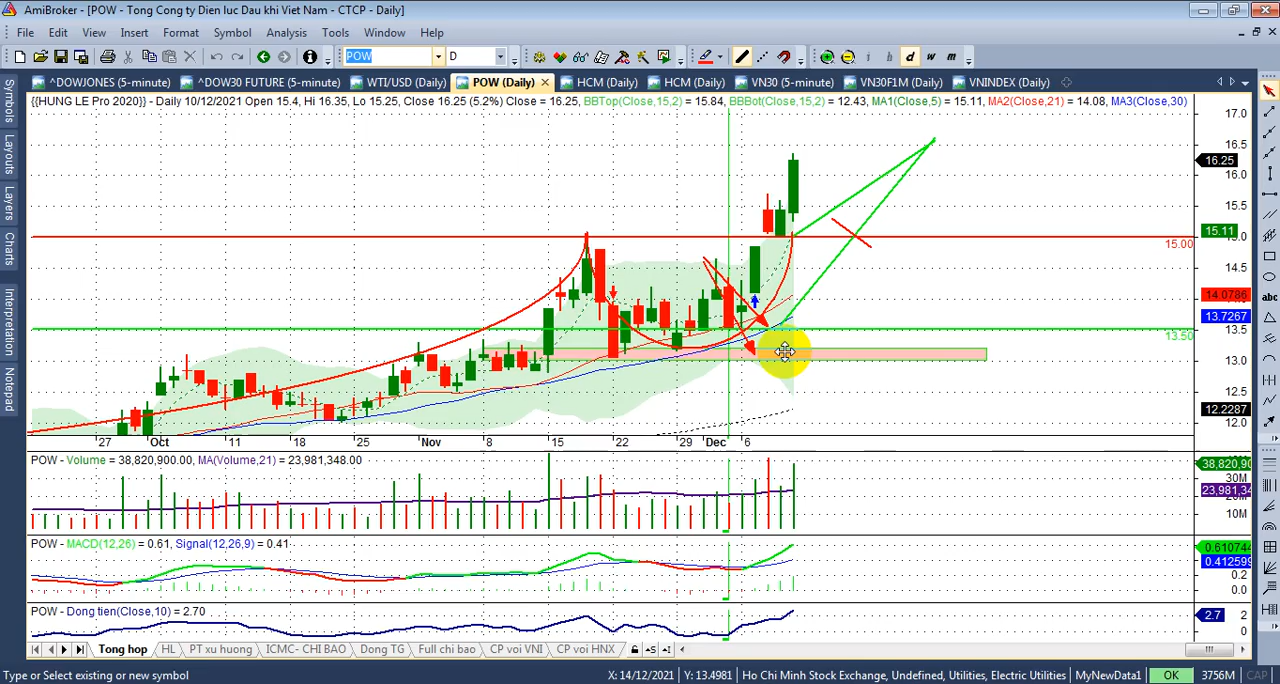 AmiBroker - [POW - Tong Cong ty Dien luc Dau khi Viet Nam - CTCP - Daily]
File Edit View Insert Format Symbol Analysis Tools Window Help
POW D i h d w m
^DOWJONES (5-minute) ^DOW30 FUTURE (5-minute) WTI/USD (Daily) POW (Daily) HCM (Daily) HCM (Daily) VN30 (5-minute) VN30F1M (Daily) VNINDEX (Daily)
Symbols
Layouts
Layers
Charts
Interpretation
Notepad
{{HUNG LE Pro 2020}} - Daily 10/12/2021 Open 15.4, Hi 16.35, Lo 15.25, Close 16.25 (5.2%) Close = 16.25, BBTop(Close,15,2) = 15.84, BBBot(Close,15,2) = 12.43, MA1(Close,5) = 15.11, MA2(Close,21) = 14.08, MA3(Close,30)
17.0
16.5
16.25
16.0
15.5
15.11
15.0
15.00
14.5
14.0786
13.7267
13.5
13.50
13.0
12.5
12.2287
12.0
27 Oct 11 18 25 Nov 8 15 22 29 Dec 6
POW - Volume = 38,820,900.00, MA(Volume,21) = 23,981,348.00
38,820,90
30M
23,981,34
10M
POW - MACD(12,26) = 0.61, Signal(12,26,9) = 0.41
0.610744
0.412599
0.2
0.0
POW - Dong tien(Close,10) = 2.70
2.7
2
0
Tong hop HL PT xu huong ICMC- CHI BAO Dong TG Full chi bao CP voi VNI CP voi HNX
abc
Type or Select existing or new symbol X: 14/12/2021 Y: 13.4981 Ho Chi Minh Stock Exchange, Undefined, Utilities, Electric Utilities MyNewData1 OK 3756M CAP